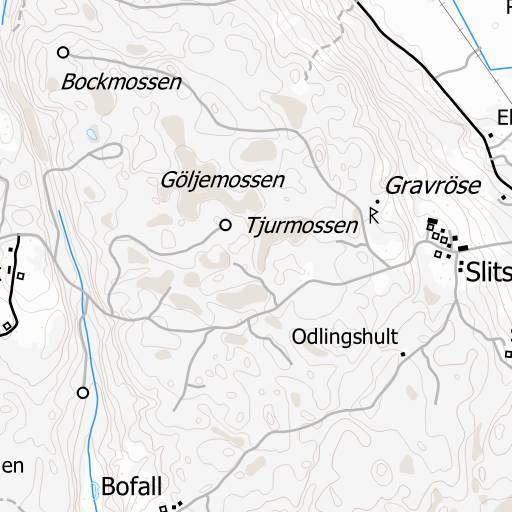 Bockmossen
Göljemossen
Gravröse
Tjurmossen
Slits
Odlingshult
Bofall